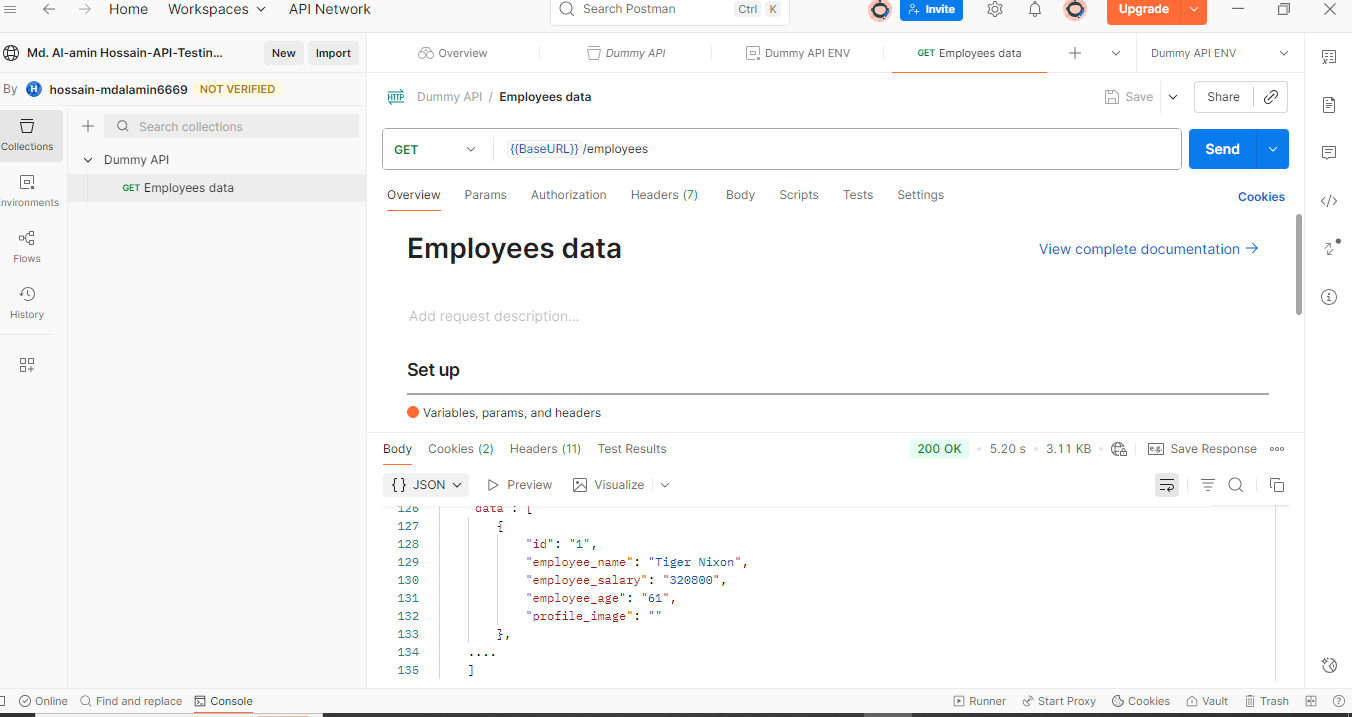 Home Workspaces API Network Search Postman Ctrl K Invite Upgrade
Md. Al-amin Hossain-API-Testin... New Import Overview Dummy API Dummy API ENV GET Employees data Dummy API ENV
By H hossain-mdalamin6669 NOT VERIFIED
HTTP Dummy API / Employees data Save Share
Collections
Search collections
Dummy API
GET Employees data
Environments
Flows
History
GET {{BaseURL}} /employees Send
Overview Params Authorization Headers (7) Body Scripts Tests Settings Cookies
Employees data View complete documentation →
Add request description...
Set up
Variables, params, and headers
Body Cookies (2) Headers (11) Test Results 200 OK • 5.20 s • 3.11 KB • e.g. Save Response
{} JSON Preview Visualize
126 "data": [
127 {
128 "id": "1",
129 "employee_name": "Tiger Nixon",
130 "employee_salary": "320800",
131 "employee_age": "61",
132 "profile_image": ""
133 },
134 ....
135 ]
Online Find and replace Console Runner Start Proxy Cookies Vault Trash